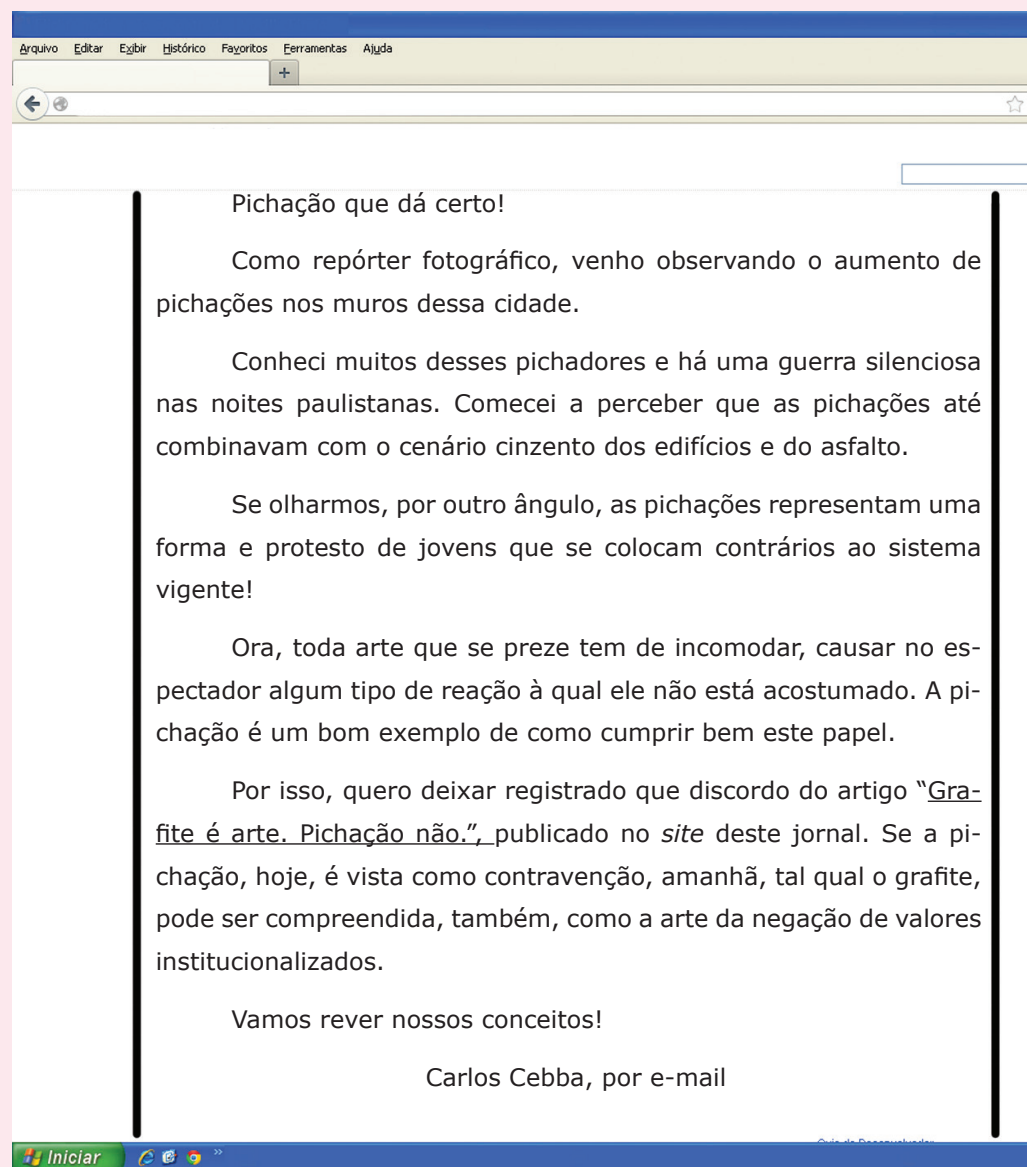 Arquivo Editar Exibir Histórico Favoritos Ferramentas Ajuda
Pichação que dá certo!
Como repórter fotográfico, venho observando o aumento de
pichações nos muros dessa cidade.
Conheci muitos desses pichadores e há uma guerra silenciosa
nas noites paulistanas. Comecei a perceber que as pichações até
combinavam com o cenário cinzento dos edifícios e do asfalto.
Se olharmos, por outro ângulo, as pichações representam uma
forma e protesto de jovens que se colocam contrários ao sistema
vigente!
Ora, toda arte que se preze tem de incomodar, causar no es-
pectador algum tipo de reação à qual ele não está acostumado. A pi-
chação é um bom exemplo de como cumprir bem este papel.
Por isso, quero deixar registrado que discordo do artigo “Gra-
fite é arte. Pichação não.”, publicado no site deste jornal. Se a pi-
chação, hoje, é vista como contravenção, amanhã, tal qual o grafite,
pode ser compreendida, também, como a arte da negação de valores
institucionalizados.
Vamos rever nossos conceitos!
Carlos Cebba, por e-mail
Iniciar